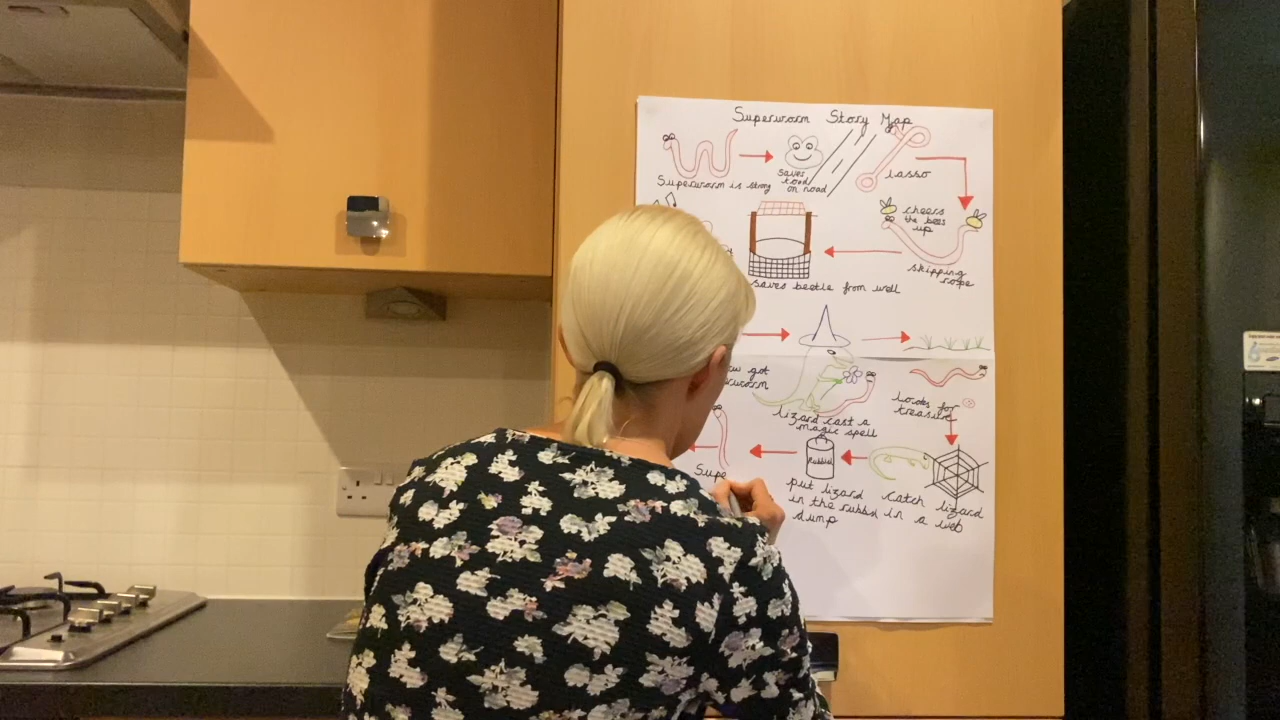 Superworm Story Map
Superworm is strong
saves
toad
on road
lasso
cheers
the bees
up
skipping
rope
saves beetle from well
lizard cast a
magic spell
looks for
treasure
Rubbish
catch lizard
in a web
put lizard
in the rubbish
dump
Supe